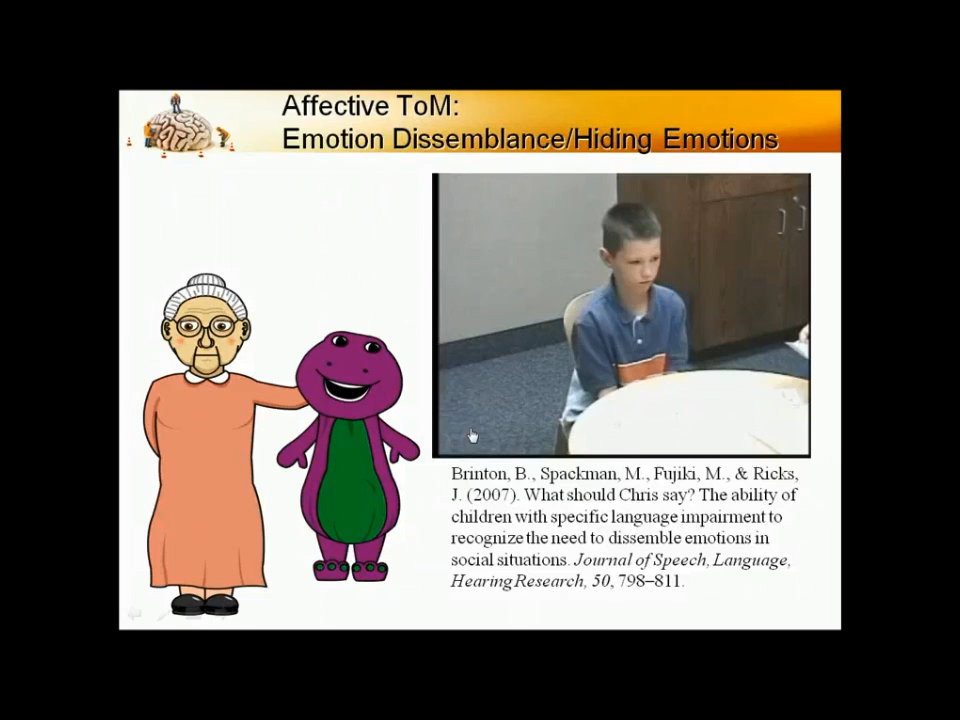 Affective ToM:
Emotion Dissemblance/Hiding Emotions
Brinton, B., Spackman, M., Fujiki, M., & Ricks,
J. (2007). What should Chris say? The ability of
children with specific language impairment to
recognize the need to dissemble emotions in
social situations. Journal of Speech, Language,
Hearing Research, 50, 798–811.